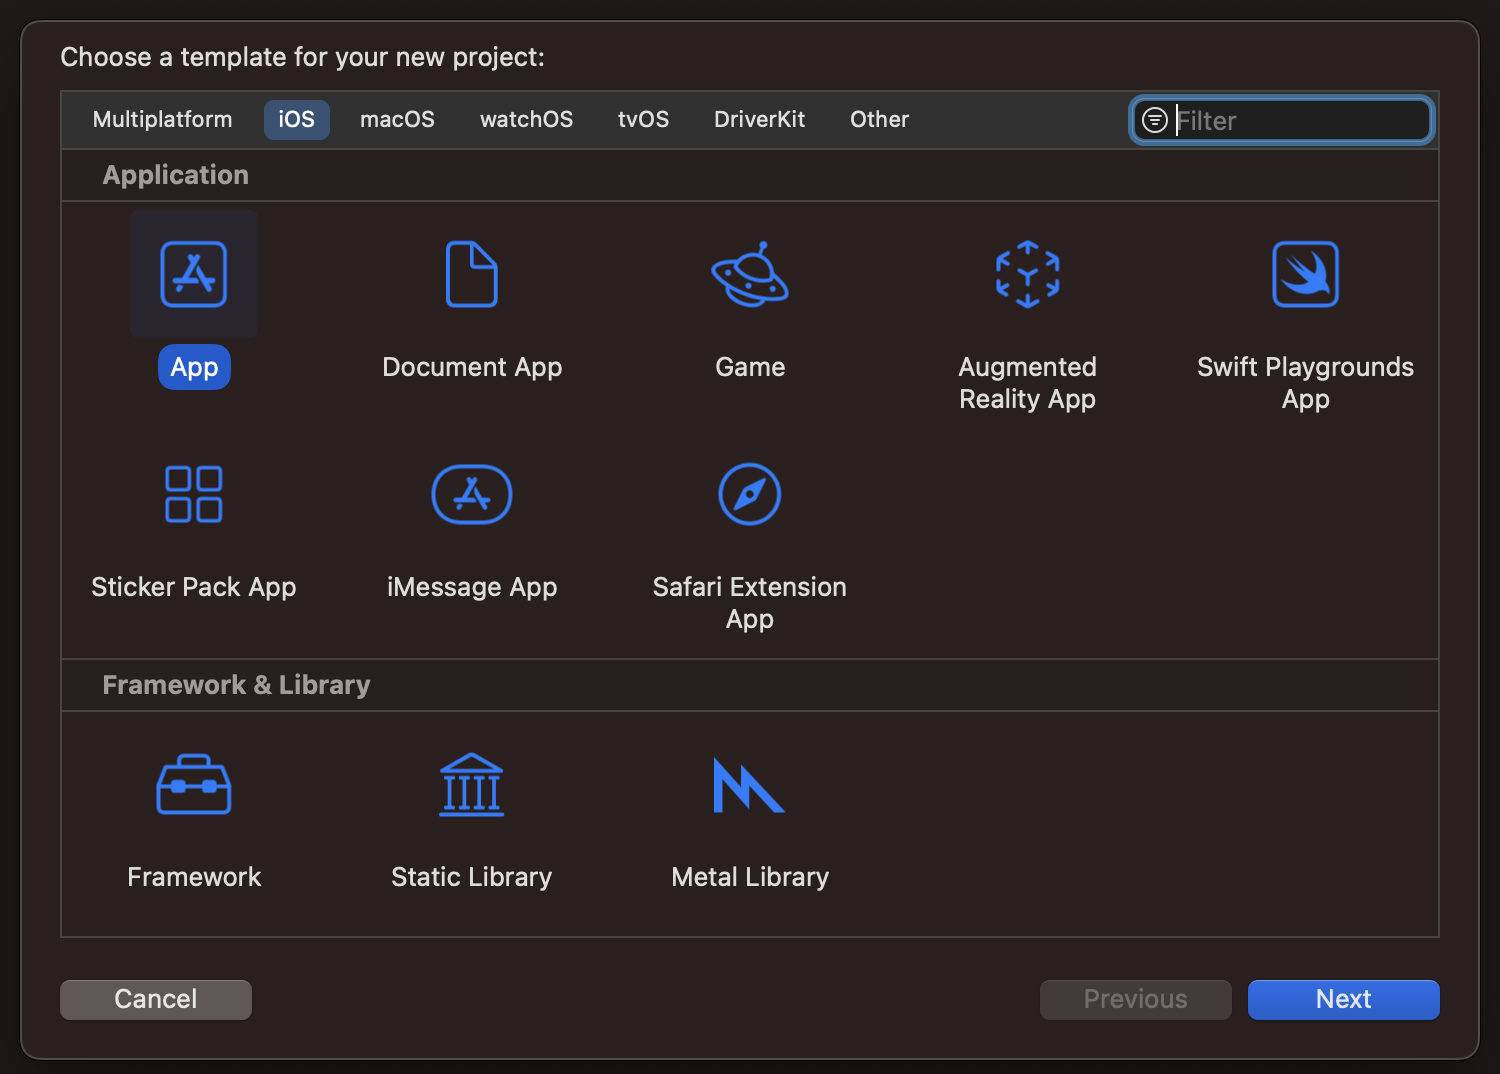 Choose a template for your new project:
Multiplatform iOS macOS watchOS tvOS DriverKit Other Filter
Application
App Document App Game Augmented Reality App Swift Playgrounds App
Sticker Pack App iMessage App Safari Extension App
Framework & Library
Framework Static Library Metal Library
Cancel Previous Next